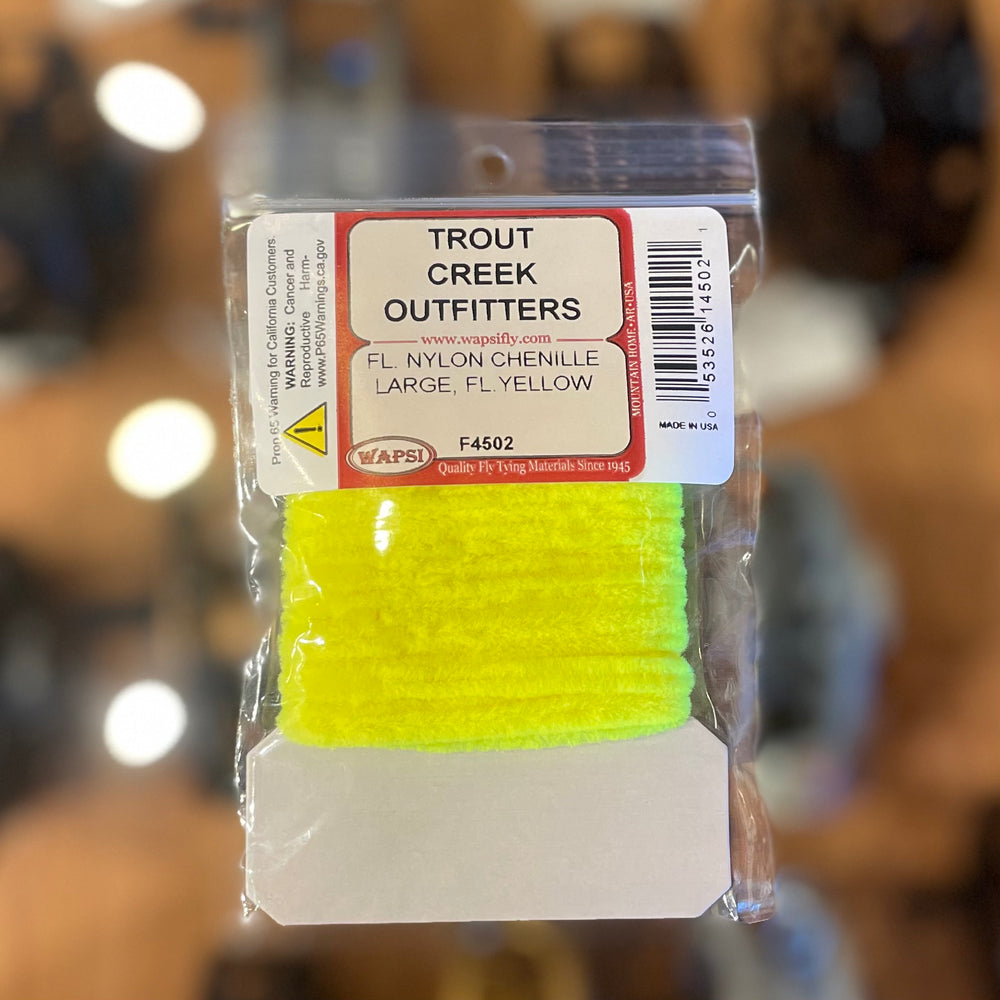 Prop 65 Warning for California Customers.
WARNING: Cancer and
Reproductive Harm-
www.P65Warnings.ca.gov
TROUT
CREEK
OUTFITTERS
www.wapsifly.com
FL. NYLON CHENILLE
LARGE, FL.YELLOW
F4502
WAPSI
Quality Fly Tying Materials Since 1945
MOUNTAIN HOME•AR•USA
0 53526 14502 1
MADE IN USA